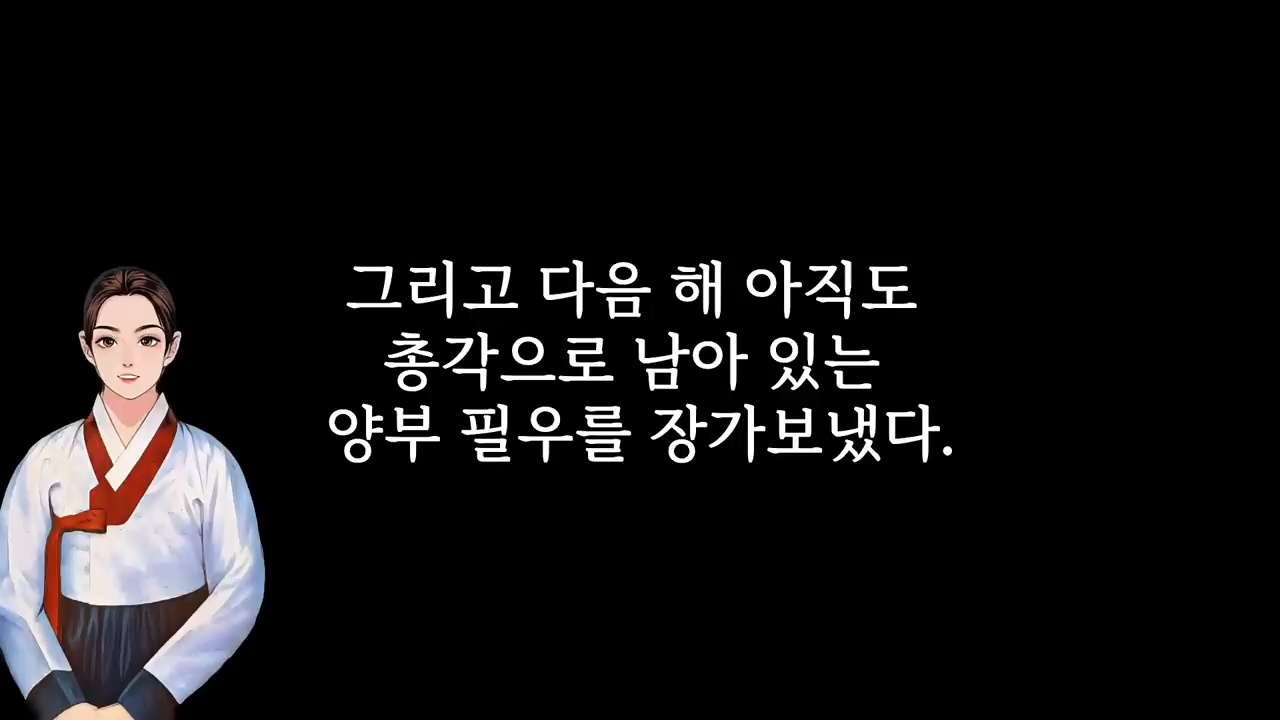 그리고 다음 해 아직도
총각으로 남아 있는
양부 필우를 장가보냈다.